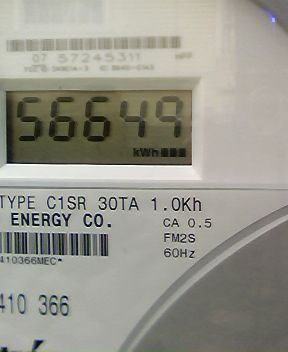 07 57245311
56649
kWh
TYPE C1SR 30TA 1.0Kh
ENERGY CO.
CA 0.5
FM2S
60Hz
410366MEC*
410 366